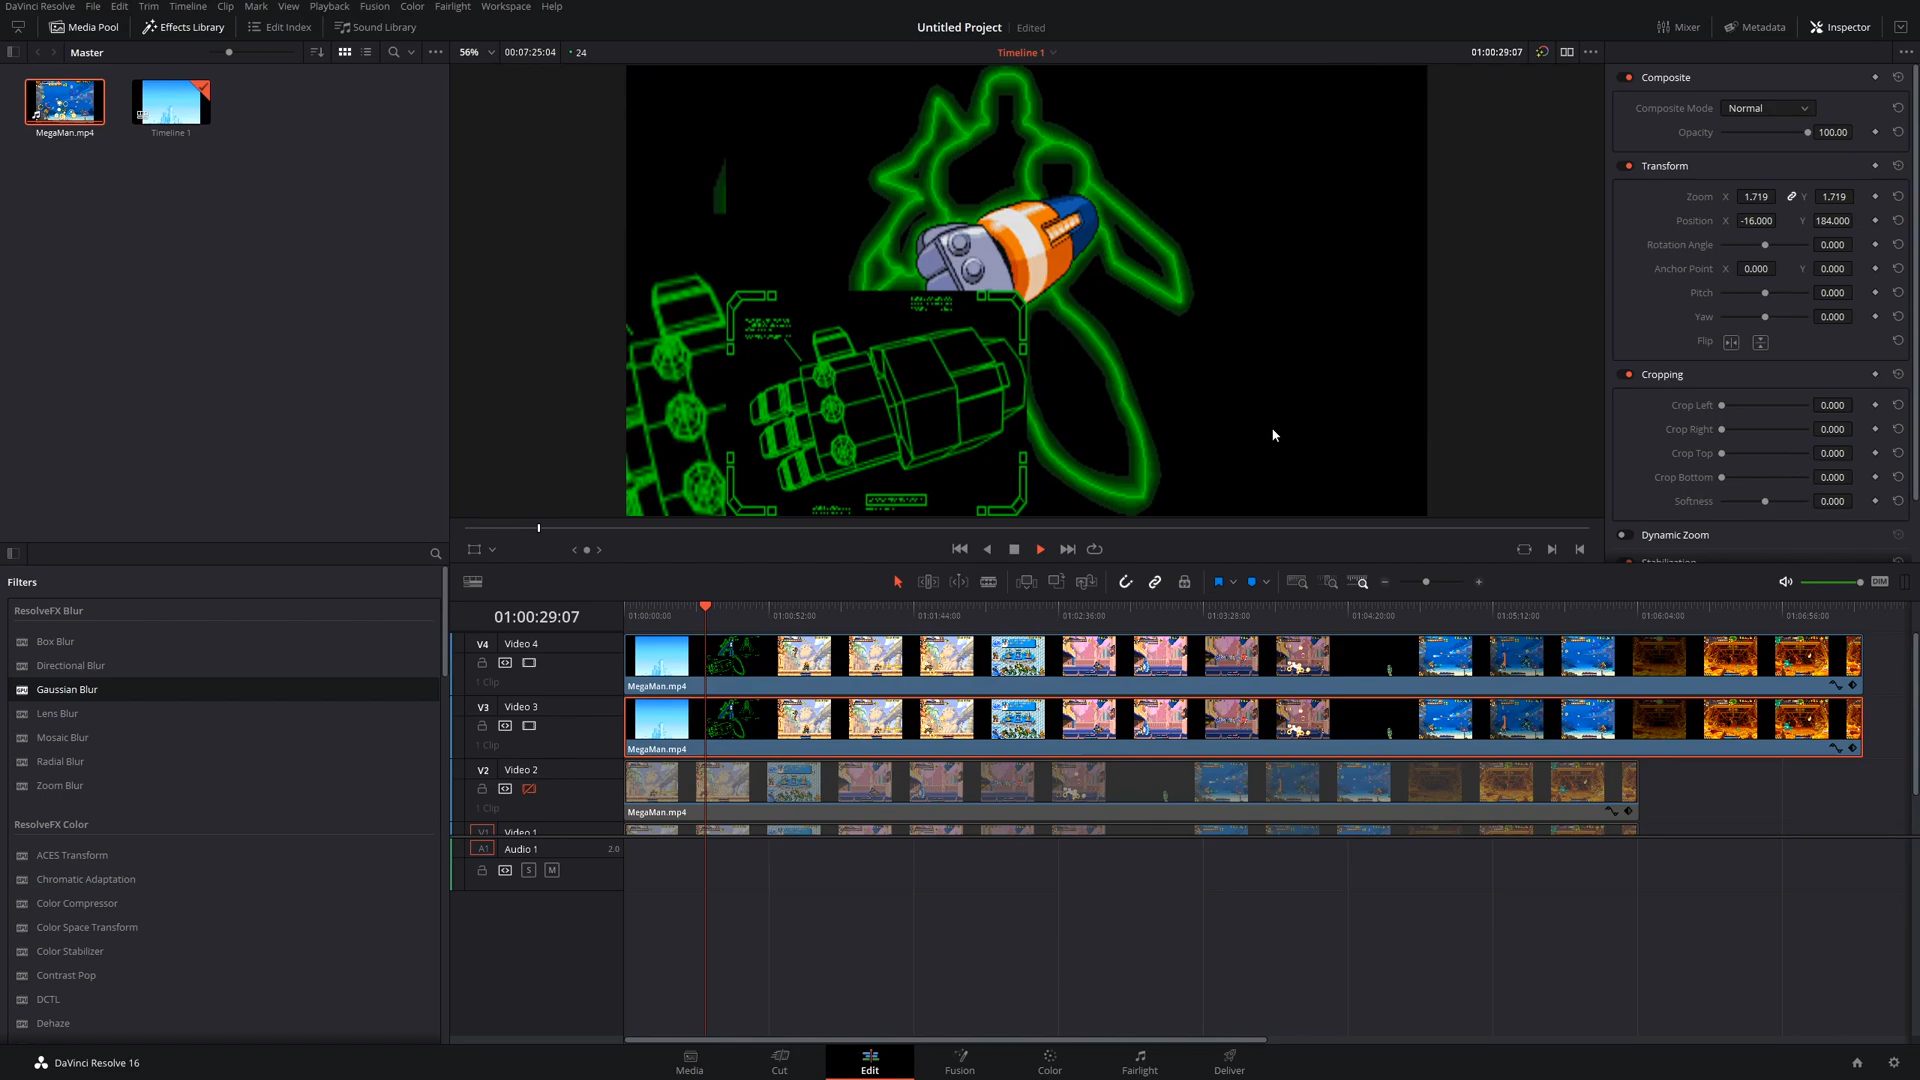 DaVinci Resolve File Edit Trim Timeline Clip Mark View Playback Fusion Color Fairlight Workspace Help
Media Pool Effects Library Edit Index Sound Library Untitled Project Edited Mixer Metadata Inspector
Master 56% 00:07:25:04 24 Timeline 1 01:00:29:07
MegaMan.mp4 Timeline 1
Composite
Composite Mode Normal
Opacity 100.00
Transform
Zoom X 1.719 Y 1.719
Position X -16.000 Y 184.000
Rotation Angle 0.000
Anchor Point X 0.000 Y 0.000
Pitch 0.000
Yaw 0.000
Flip
Cropping
Crop Left 0.000
Crop Right 0.000
Crop Top 0.000
Crop Bottom 0.000
Softness 0.000
Dynamic Zoom
Stabilization
Filters
ResolveFX Blur
Box Blur
Directional Blur
Gaussian Blur
Lens Blur
Mosaic Blur
Radial Blur
Zoom Blur
ResolveFX Color
ACES Transform
Chromatic Adaptation
Color Compressor
Color Space Transform
Color Stabilizer
Contrast Pop
DCTL
Dehaze
DIM
01:00:29:07 01:00:00:00 01:00:52:00 01:01:44:00 01:02:36:00 01:03:28:00 01:04:20:00 01:05:12:00 01:06:04:00 01:06:56:00
V4 Video 4
1 Clip MegaMan.mp4
V3 Video 3
1 Clip MegaMan.mp4
V2 Video 2
1 Clip MegaMan.mp4
V1 Video 1
A1 Audio 1 2.0
S M
DaVinci Resolve 16 Media Cut Edit Fusion Color Fairlight Deliver